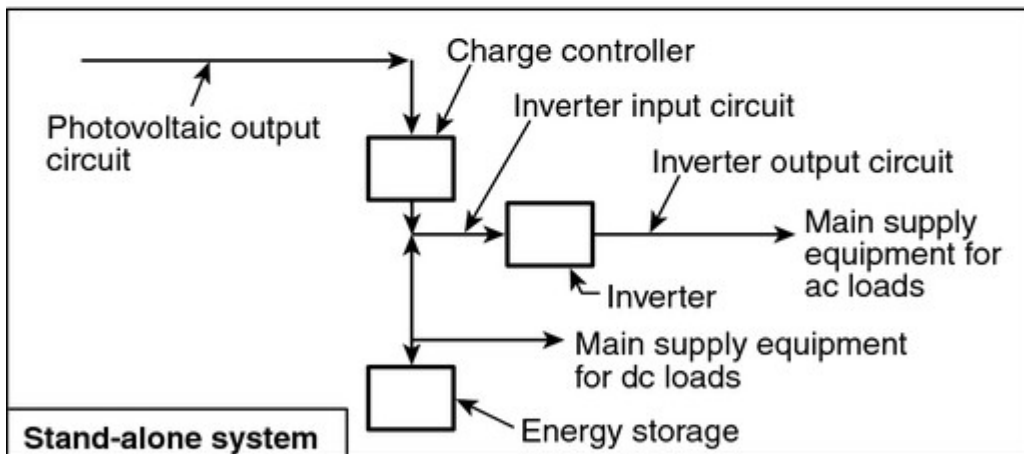 Charge controller
Photovoltaic output
circuit
Inverter input circuit
Inverter output circuit
Main supply
equipment for
ac loads
Inverter
Main supply equipment
for dc loads
Energy storage
Stand-alone system